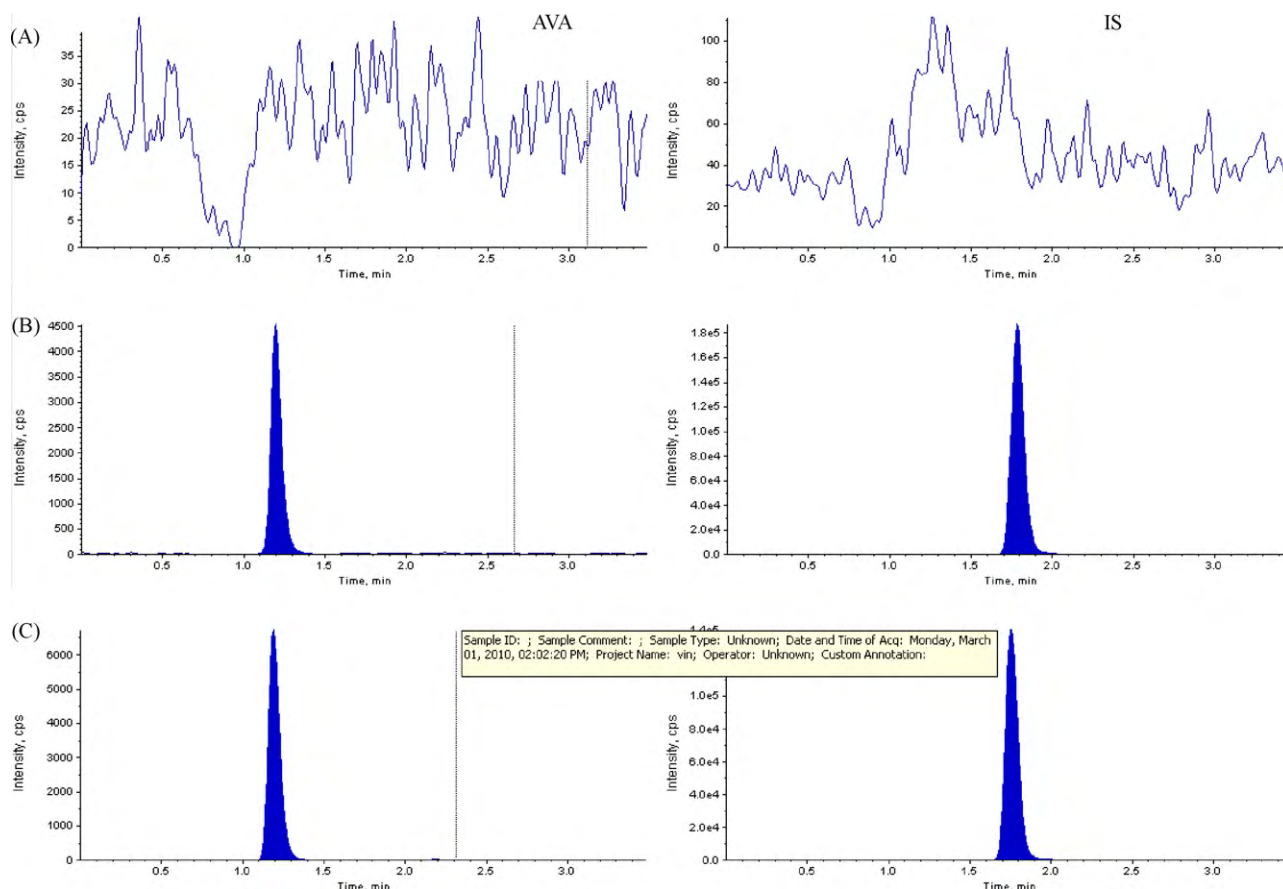 (A)
AVA
IS
Intensity, cps
35
30
25
20
15
10
5
0
0.5 1.0 1.5 2.0 2.5 3.0
Time, min
Intensity, cps
100
80
60
40
20
0
0.5 1.0 1.5 2.0 2.5 3.0
Time, min
(B)
Intensity, cps
4500
4000
3500
3000
2500
2000
1500
1000
500
0
0.5 1.0 1.5 2.0 2.5 3.0
Time, min
Intensity, cps
1.8e5
1.6e5
1.4e5
1.2e5
1.0e5
8.0e4
6.0e4
4.0e4
2.0e4
0.0
0.5 1.0 1.5 2.0 2.5 3.0
Time, min
(C)
Intensity, cps
6000
5000
4000
3000
2000
1000
0
0.5 1.0 1.5 2.0 2.5 3.0
Time, min
Sample ID: ; Sample Comment: ; Sample Type: Unknown; Date and Time of Acq: Monday, March
01, 2010, 02:02:20 PM; Project Name: vin; Operator: Unknown; Custom Annotation:
Intensity, cps
1.0e5
8.0e4
6.0e4
4.0e4
2.0e4
0.0
0.5 1.0 1.5 2.0 2.5 3.0
Time, min